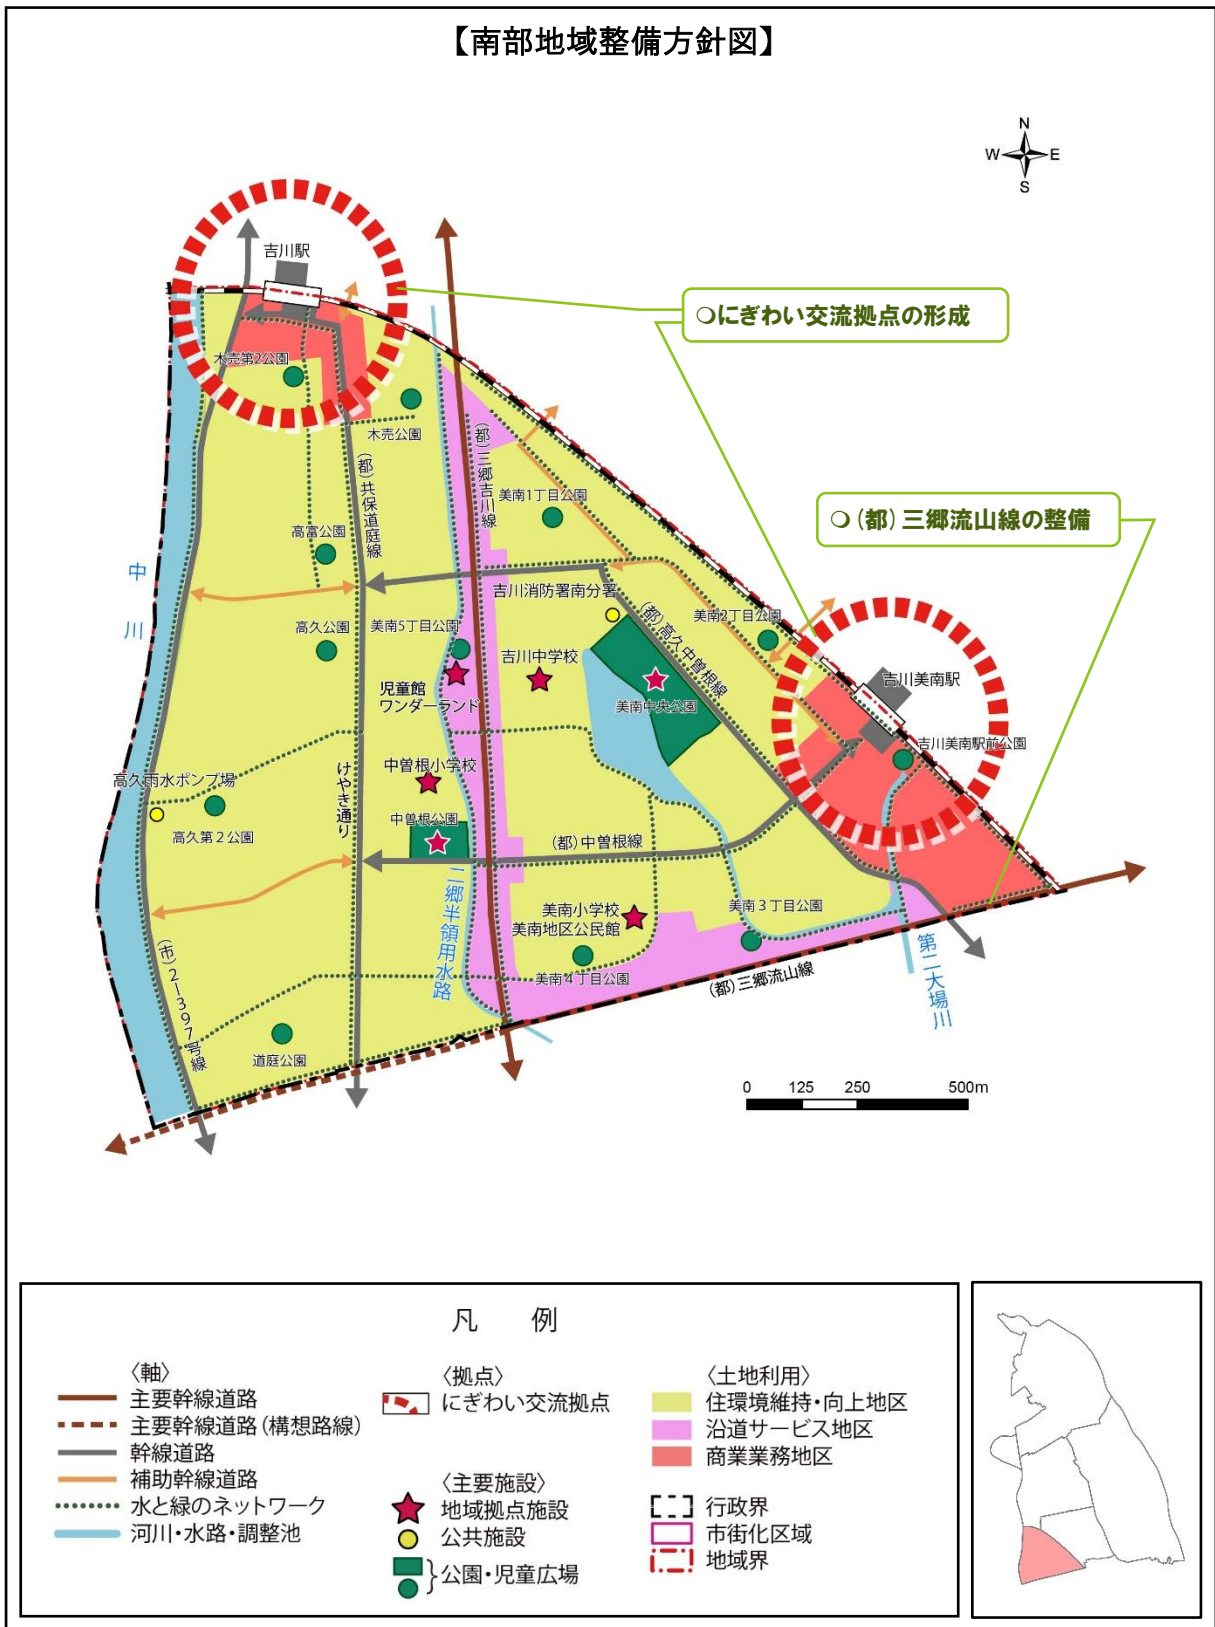 【南部地域整備方針図】
N
W
E
S
吉川駅
○にぎわい交流拠点の形成
木売第2公園
木売公園
(都)三郷吉川線
(都)共保道庭線
美南1丁目公園
○(都)三郷流山線の整備
高富公園
中川
吉川消防署南分署
(都)高久中曽根線
美南2丁目公園
高久公園
美南5丁目公園
吉川中学校
吉川美南駅
児童館
ワンダーランド
美南中央公園
吉川美南駅前公園
けやき通り
中曽根小学校
高久雨水ポンプ場
中曽根公園
高久第2公園
(都)中曽根線
二郷半領用水路
美南小学校
美南地区公民館
美南3丁目公園
(市)2-397号線
美南4丁目公園
(都)三郷流山線
第二大場川
道庭公園
0 125 250 500m
凡 例
〈軸〉
主要幹線道路
主要幹線道路(構想路線)
幹線道路
補助幹線道路
水と緑のネットワーク
河川・水路・調整池
〈拠点〉
にぎわい交流拠点
〈主要施設〉
地域拠点施設
公共施設
公園・児童広場
〈土地利用〉
住環境維持・向上地区
沿道サービス地区
商業業務地区
行政界
市街化区域
地域界